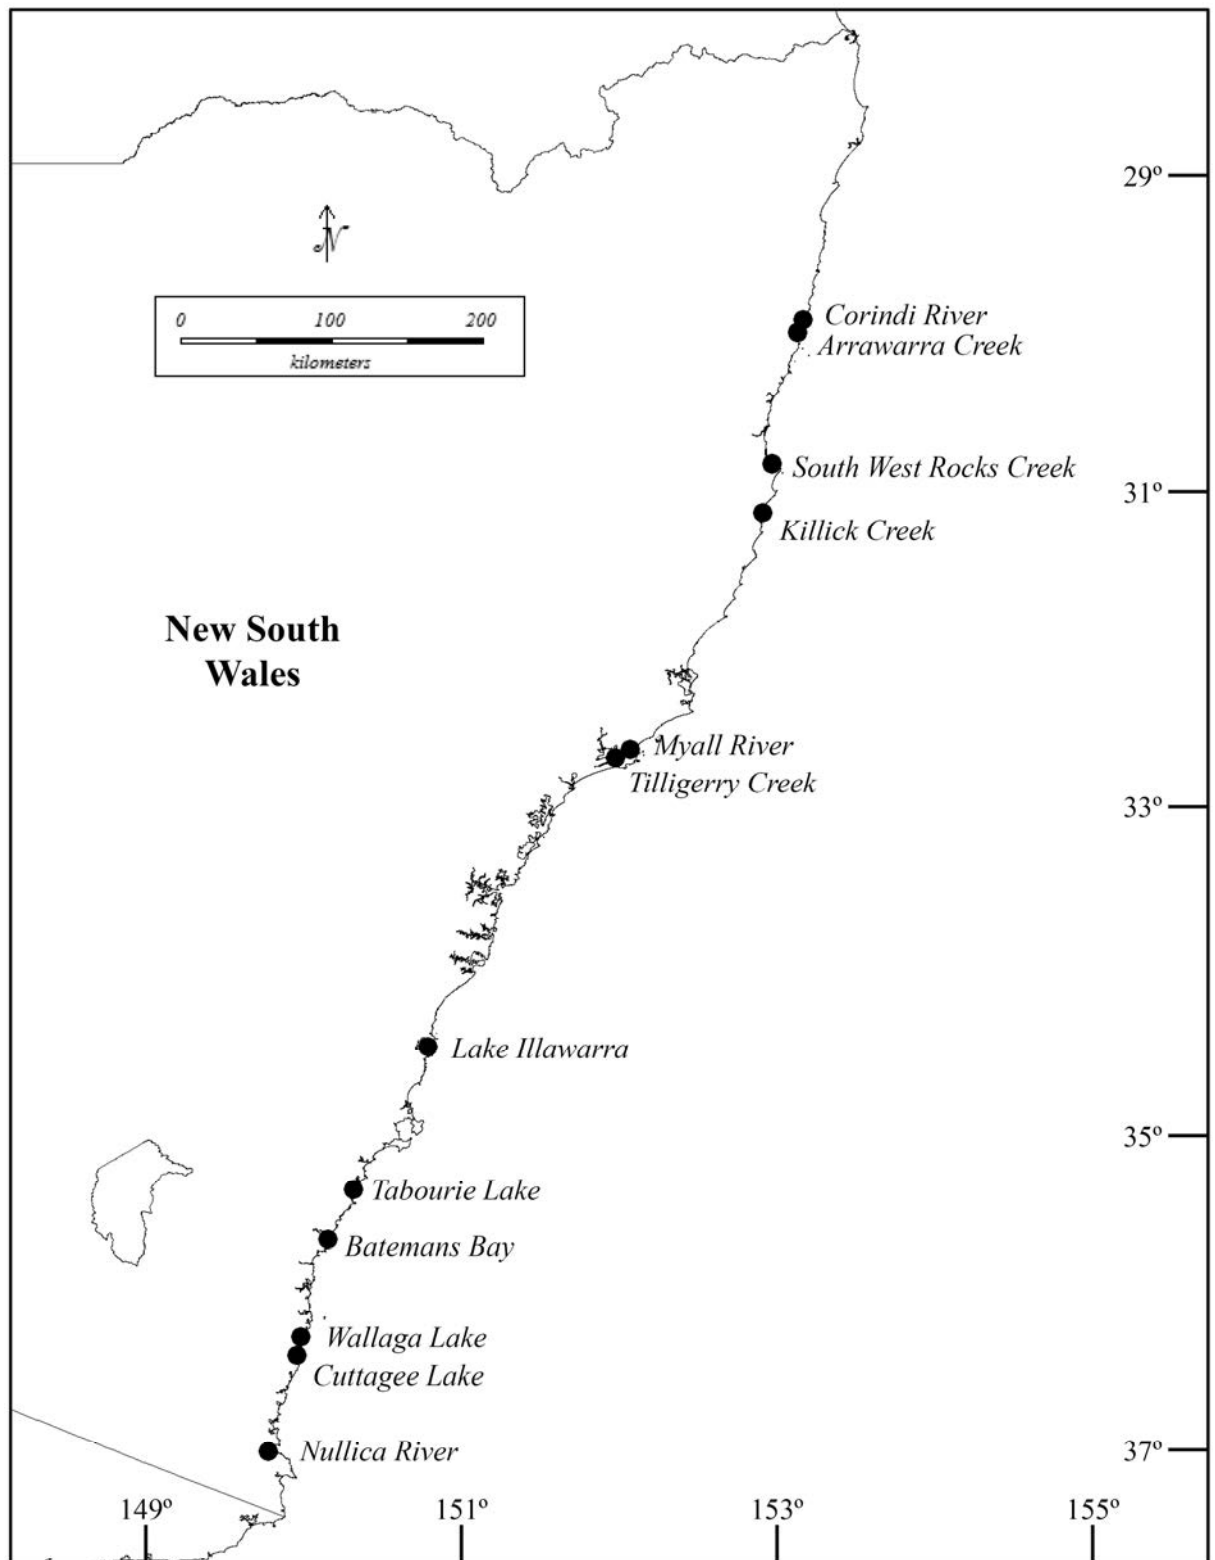 29º
N
0 100 200
kilometers
Corindi River
Arrawarra Creek
South West Rocks Creek
31º
Killick Creek
New South
Wales
Myall River
Tilligerry Creek
33º
Lake Illawarra
35º
Tabourie Lake
Batemans Bay
Wallaga Lake
Cuttagee Lake
Nullica River
37º
149º 151º 153º 155º